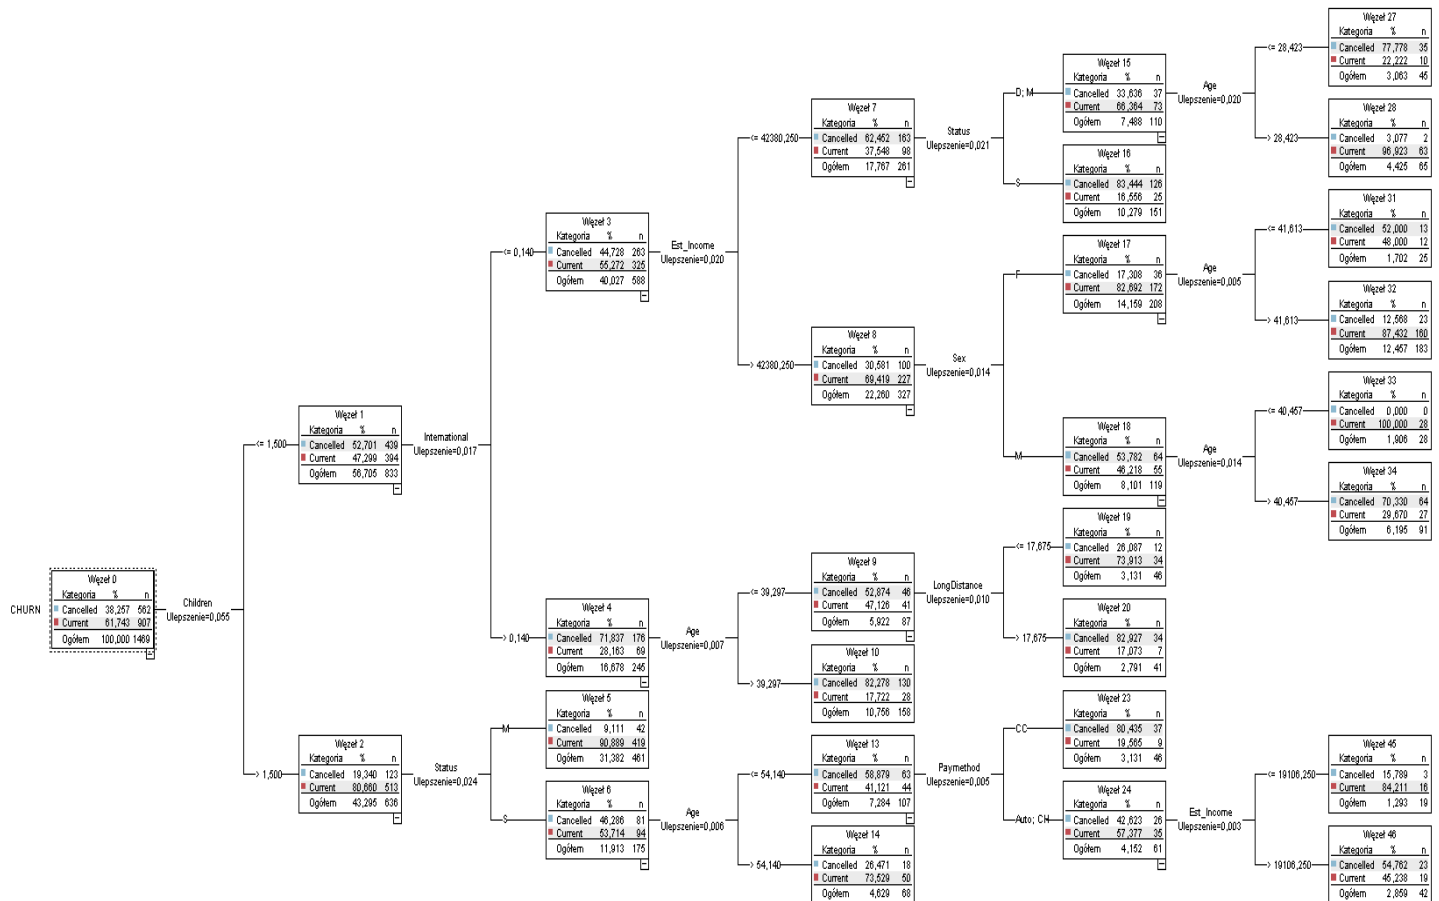 CHURN
Węzeł 0
Kategoria % n
Cancelled 38,257 562
Current 61,743 907
Ogółem 100,000 1469
Children
Ulepszenie=0,055
<= 1,500
Węzeł 1
Kategoria % n
Cancelled 52,701 439
Current 47,299 394
Ogółem 56,705 833
International
Ulepszenie=0,017
> 1,500
Węzeł 2
Kategoria % n
Cancelled 19,340 123
Current 80,660 513
Ogółem 43,295 636
Status
Ulepszenie=0,024
<= 0,140
Węzeł 3
Kategoria % n
Cancelled 44,728 263
Current 55,272 325
Ogółem 40,027 588
Est_Income
Ulepszenie=0,020
> 0,140
Węzeł 4
Kategoria % n
Cancelled 71,837 176
Current 28,163 69
Ogółem 16,678 245
Age
Ulepszenie=0,007
M
Węzeł 5
Kategoria % n
Cancelled 9,111 42
Current 90,889 419
Ogółem 31,382 461
S
Węzeł 6
Kategoria % n
Cancelled 46,286 81
Current 53,714 94
Ogółem 11,913 175
Age
Ulepszenie=0,006
<= 42380,250
Węzeł 7
Kategoria % n
Cancelled 62,452 163
Current 37,548 98
Ogółem 17,767 261
Status
Ulepszenie=0,021
> 42380,250
Węzeł 8
Kategoria % n
Cancelled 30,581 100
Current 69,419 227
Ogółem 22,260 327
Sex
Ulepszenie=0,014
<= 39,297
Węzeł 9
Kategoria % n
Cancelled 52,874 46
Current 47,126 41
Ogółem 5,922 87
LongDistance
Ulepszenie=0,010
> 39,297
Węzeł 10
Kategoria % n
Cancelled 82,278 130
Current 17,722 28
Ogółem 10,756 158
<= 54,140
Węzeł 13
Kategoria % n
Cancelled 58,879 63
Current 41,121 44
Ogółem 7,284 107
Paymethod
Ulepszenie=0,005
> 54,140
Węzeł 14
Kategoria % n
Cancelled 26,471 18
Current 73,529 50
Ogółem 4,629 68
D; M
Węzeł 15
Kategoria % n
Cancelled 33,636 37
Current 66,364 73
Ogółem 7,488 110
Age
Ulepszenie=0,020
S
Węzeł 16
Kategoria % n
Cancelled 83,444 126
Current 16,556 25
Ogółem 10,279 151
F
Węzeł 17
Kategoria % n
Cancelled 17,308 36
Current 82,692 172
Ogółem 14,159 208
Age
Ulepszenie=0,005
M
Węzeł 18
Kategoria % n
Cancelled 53,782 64
Current 46,218 55
Ogółem 8,101 119
Age
Ulepszenie=0,014
<= 17,675
Węzeł 19
Kategoria % n
Cancelled 26,087 12
Current 73,913 34
Ogółem 3,131 46
> 17,675
Węzeł 20
Kategoria % n
Cancelled 82,927 34
Current 17,073 7
Ogółem 2,791 41
CC
Węzeł 23
Kategoria % n
Cancelled 80,435 37
Current 19,565 9
Ogółem 3,131 46
Auto; CH
Węzeł 24
Kategoria % n
Cancelled 42,623 26
Current 57,377 35
Ogółem 4,152 61
Est_Income
Ulepszenie=0,003
<= 28,423
Węzeł 27
Kategoria % n
Cancelled 77,778 35
Current 22,222 10
Ogółem 3,063 45
> 28,423
Węzeł 28
Kategoria % n
Cancelled 3,077 2
Current 96,923 63
Ogółem 4,425 65
<= 41,613
Węzeł 31
Kategoria % n
Cancelled 52,000 13
Current 48,000 12
Ogółem 1,702 25
> 41,613
Węzeł 32
Kategoria % n
Cancelled 12,568 23
Current 87,432 160
Ogółem 12,457 183
<= 40,457
Węzeł 33
Kategoria % n
Cancelled 0,000 0
Current 100,000 28
Ogółem 1,906 28
> 40,457
Węzeł 34
Kategoria % n
Cancelled 70,330 64
Current 29,670 27
Ogółem 6,195 91
<= 19106,250
Węzeł 45
Kategoria % n
Cancelled 15,789 3
Current 84,211 16
Ogółem 1,293 19
> 19106,250
Węzeł 46
Kategoria % n
Cancelled 54,762 23
Current 45,238 19
Ogółem 2,859 42